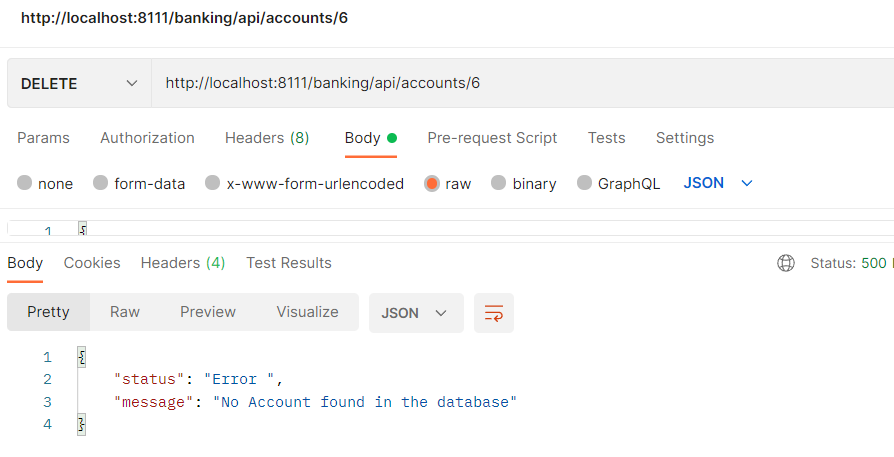 http://localhost:8111/banking/api/accounts/6
DELETE http://localhost:8111/banking/api/accounts/6
Params Authorization Headers (8) Body Pre-request Script Tests Settings
none form-data x-www-form-urlencoded raw binary GraphQL JSON
1 {
Body Cookies Headers (4) Test Results Status: 500
Pretty Raw Preview Visualize JSON
1 {
2 "status": "Error ",
3 "message": "No Account found in the database"
4 }